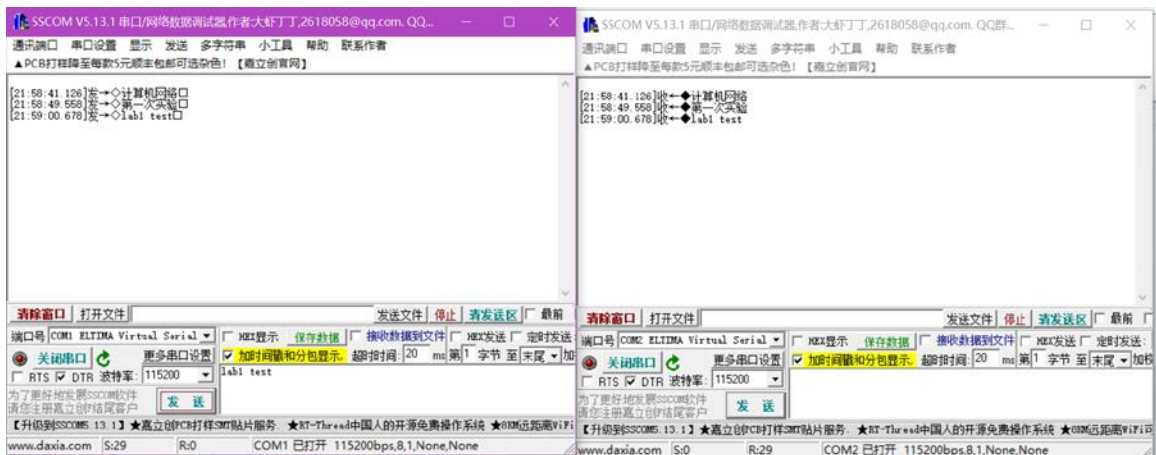 SSCOM V5.13.1 串口/网络数据调试器,作者:大虾丁丁,2618058@qq.com. QQ...
通讯端口 串口设置 显示 发送 多字符串 小工具 帮助 联系作者
▲PCB打样降至每款5元顺丰包邮可选杂色！【嘉立创官网】
[21:58:41.126]发→◇计算机网络□
[21:58:49.558]发→◇第一次实验□
[21:59:00.678]发→◇lab1 test□
清除窗口 打开文件 发送文件 停止 清发送区 最前
端口号 COM1 ELTIMA Virtual Serial HEX显示 保存数据 接收数据到文件 HEX发送 定时发送
关闭串口 更多串口设置 加时间戳和分包显示, 超时时间: 20 ms 第 1 字节 至 末尾 加
RTS DTR 波特率: 115200
lab1 test
为了更好地发展SSCOM软件
请您注册嘉立创F结尾客户
发 送
【升级到SSCOM5.13.1】★嘉立创PCB打样SMT贴片服务. ★RT-Thread中国人的开源免费操作系统 ★8KM远距离WiFi
www.daxia.com S:29 R:0 COM1 已打开 115200bps,8,1,None,None
SSCOM V5.13.1 串口/网络数据调试器,作者:大虾丁丁,2618058@qq.com. QQ群...
通讯端口 串口设置 显示 发送 多字符串 小工具 帮助 联系作者
▲PCB打样降至每款5元顺丰包邮可选杂色！【嘉立创官网】
[21:58:41.126]收←◆计算机网络
[21:58:49.558]收←◆第一次实验
[21:59:00.678]收←◆lab1 test
清除窗口 打开文件 发送文件 停止 清发送区 最前
端口号 COM2 ELTIMA Virtual Serial HEX显示 保存数据 接收数据到文件 HEX发送 定时发送:
关闭串口 更多串口设置 加时间戳和分包显示, 超时时间: 20 ms 第 1 字节 至 末尾 加校
RTS DTR 波特率: 115200
为了更好地发展SSCOM软件
请您注册嘉立创F结尾客户
发 送
【升级到SSCOM5.13.1】★嘉立创PCB打样SMT贴片服务. ★RT-Thread中国人的开源免费操作系统 ★8KM远距离WiFi可
www.daxia.com S:0 R:29 COM2 已打开 115200bps,8,1,None,None